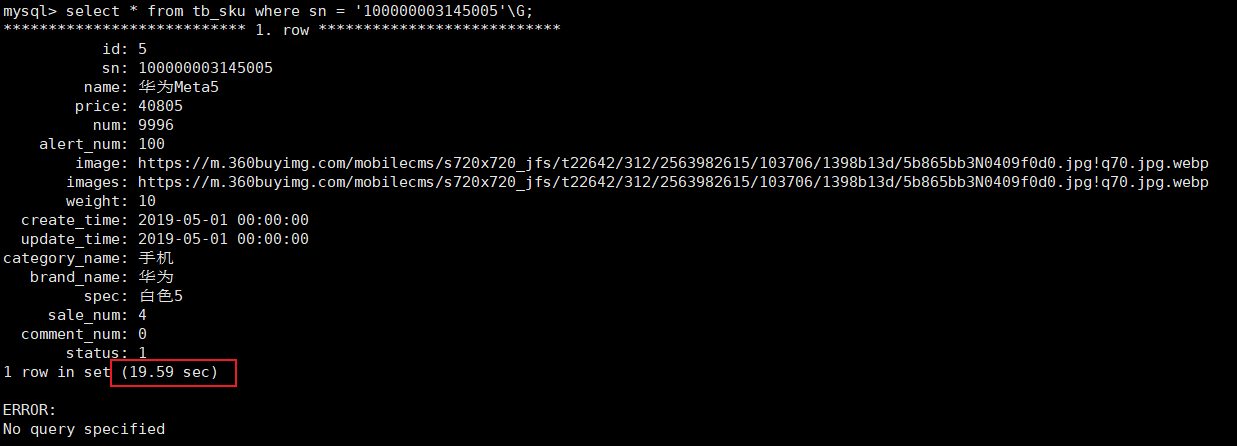 mysql> select * from tb_sku where sn = '100000003145005'\G;
*************************** 1. row ***************************
id: 5
sn: 100000003145005
name: 华为Meta5
price: 40805
num: 9996
alert_num: 100
image: https://m.360buyimg.com/mobilecms/s720x720_jfs/t22642/312/2563982615/103706/1398b13d/5b865bb3N0409f0d0.jpg!q70.jpg.webp
images: https://m.360buyimg.com/mobilecms/s720x720_jfs/t22642/312/2563982615/103706/1398b13d/5b865bb3N0409f0d0.jpg!q70.jpg.webp
weight: 10
create_time: 2019-05-01 00:00:00
update_time: 2019-05-01 00:00:00
category_name: 手机
brand_name: 华为
spec: 白色5
sale_num: 4
comment_num: 0
status: 1
1 row in set (19.59 sec)
ERROR:
No query specified